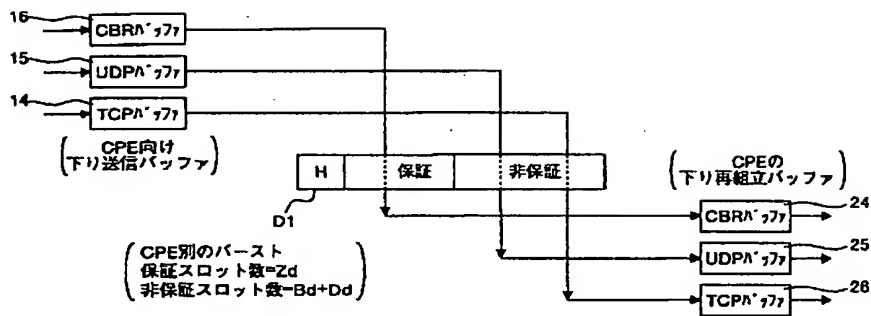 16
CBRバッファ
15
UDPバッファ
14
TCPバッファ
CPE向け
下り送信バッファ
H
保証
非保証
D1
CPEの
下り再組立バッファ
CBRバッファ
24
UDPバッファ
25
TCPバッファ
26
CPE別のバースト
保証スロット数=Zd
非保証スロット数=Bd+Dd